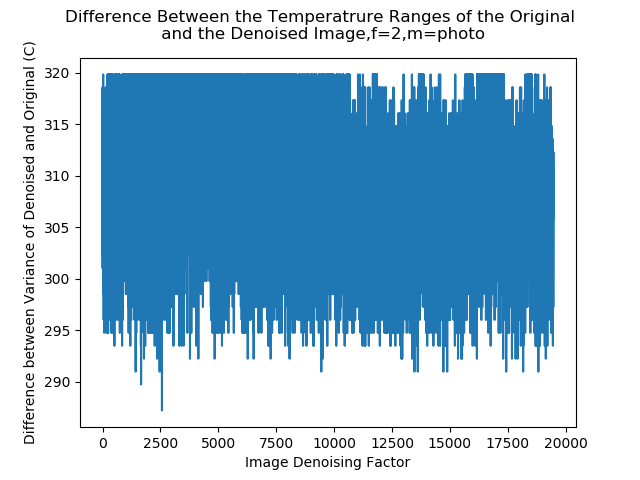 Difference Between the Temperatrure Ranges of the Original
and the Denoised Image,f=2,m=photo
Difference between Variance of Denoised and Original (C)
320
315
310
305
300
295
290
0 2500 5000 7500 10000 12500 15000 17500 20000
Image Denoising Factor